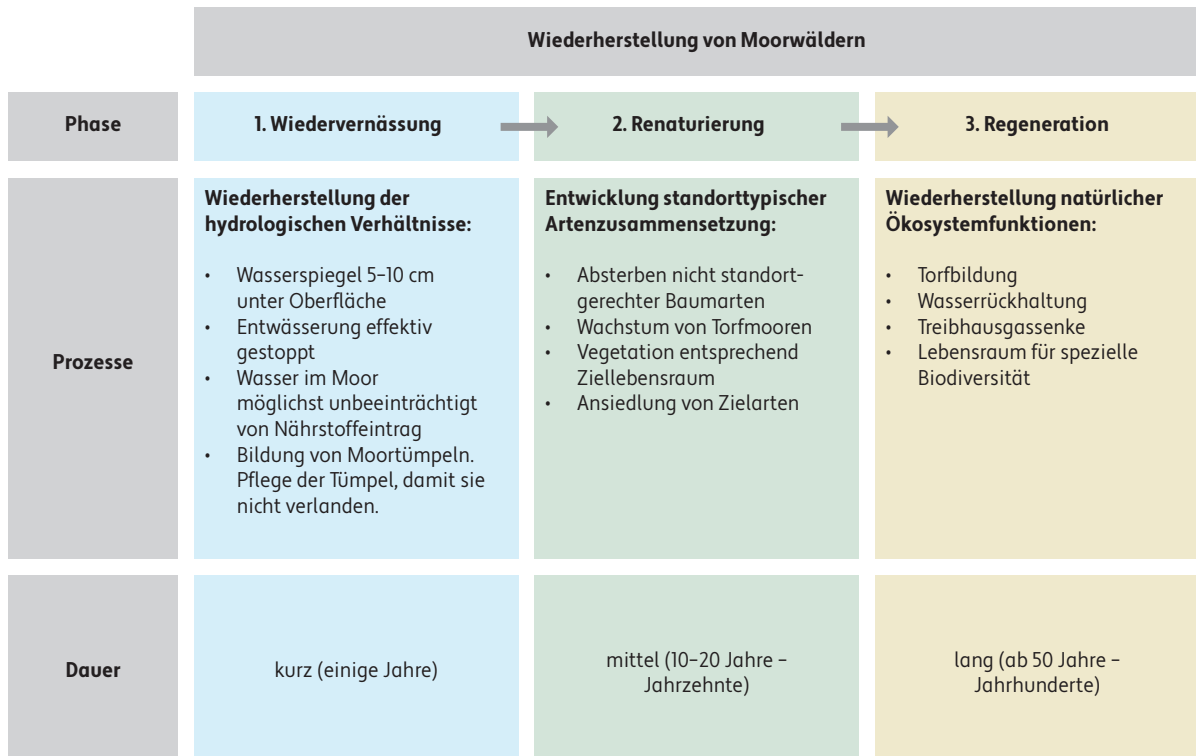 Wiederherstellung von Moorwäldern
Phase
1. Wiedervernässung
2. Renaturierung
3. Regeneration
Prozesse
Wiederherstellung der
hydrologischen Verhältnisse:
• Wasserspiegel 5–10 cm
unter Oberfläche
• Entwässerung effektiv
gestoppt
• Wasser im Moor
möglichst unbeeinträchtigt
von Nährstoffeintrag
• Bildung von Moortümpeln.
Pflege der Tümpel, damit sie
nicht verlanden.
Entwicklung standorttypischer
Artenzusammensetzung:
• Absterben nicht standort-
gerechter Baumarten
• Wachstum von Torfmooren
• Vegetation entsprechend
Ziellebensraum
• Ansiedlung von Zielarten
Wiederherstellung natürlicher
Ökosystemfunktionen:
• Torfbildung
• Wasserrückhaltung
• Treibhausgassenke
• Lebensraum für spezielle
Biodiversität
Dauer
kurz (einige Jahre)
mittel (10–20 Jahre –
Jahrzehnte)
lang (ab 50 Jahre –
Jahrhunderte)